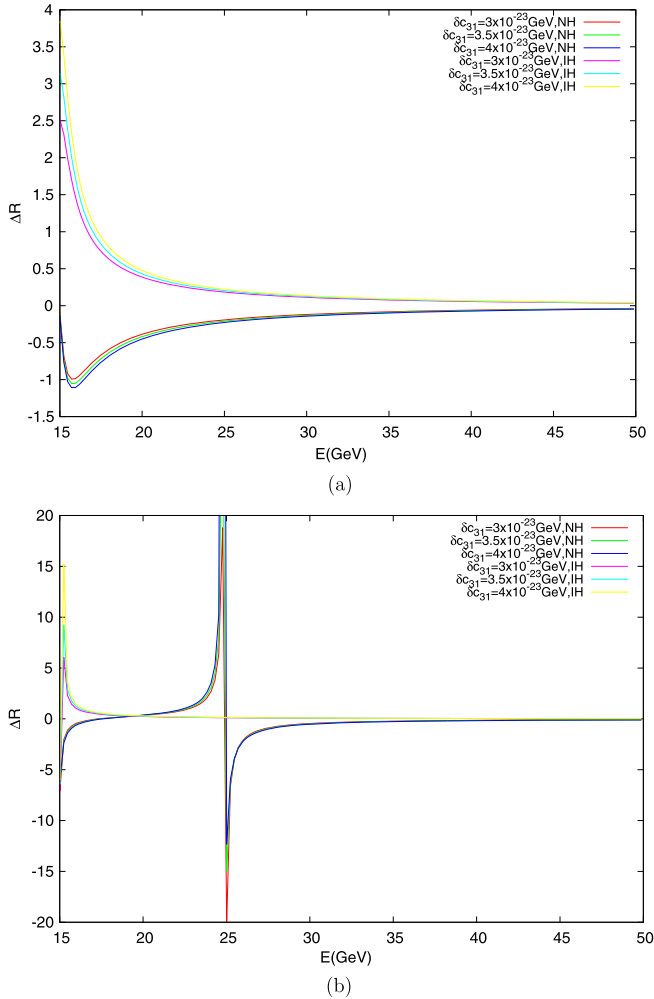 4
3.5
3
2.5
2
1.5
1
0.5
0
-0.5
-1
-1.5
ΔR
15 20 25 30 35 40 45 50
E(GeV)
δc₃₁=3x10⁻²³GeV,NH
δc₃₁=3.5x10⁻²³GeV,NH
δc₃₁=4x10⁻²³GeV,NH
δc₃₁=3x10⁻²³GeV,IH
δc₃₁=3.5x10⁻²³GeV,IH
δc₃₁=4x10⁻²³GeV,IH
(a)
20
15
10
5
0
-5
-10
-15
-20
ΔR
15 20 25 30 35 40 45 50
E(GeV)
δc₃₁=3x10⁻²³GeV,NH
δc₃₁=3.5x10⁻²³GeV,NH
δc₃₁=4x10⁻²³GeV,NH
δc₃₁=3x10⁻²³GeV,IH
δc₃₁=3.5x10⁻²³GeV,IH
δc₃₁=4x10⁻²³GeV,IH
(b)